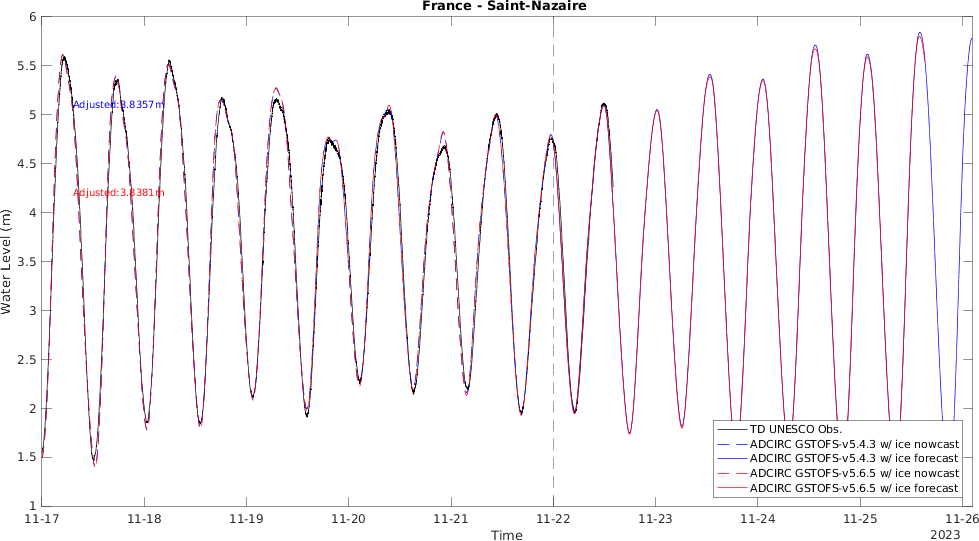 France - Saint-Nazaire
6
5.5
5
4.5
4
3.5
3
2.5
2
1.5
1
Water Level (m)
Adjusted:3.8357m
Adjusted:3.8381m
TD UNESCO Obs.
ADCIRC GSTOFS-v5.4.3 w/ ice nowcast
ADCIRC GSTOFS-v5.4.3 w/ ice forecast
ADCIRC GSTOFS-v5.6.5 w/ ice nowcast
ADCIRC GSTOFS-v5.6.5 w/ ice forecast
11-17 11-18 11-19 11-20 11-21 11-22 11-23 11-24 11-25 11-26
Time
2023